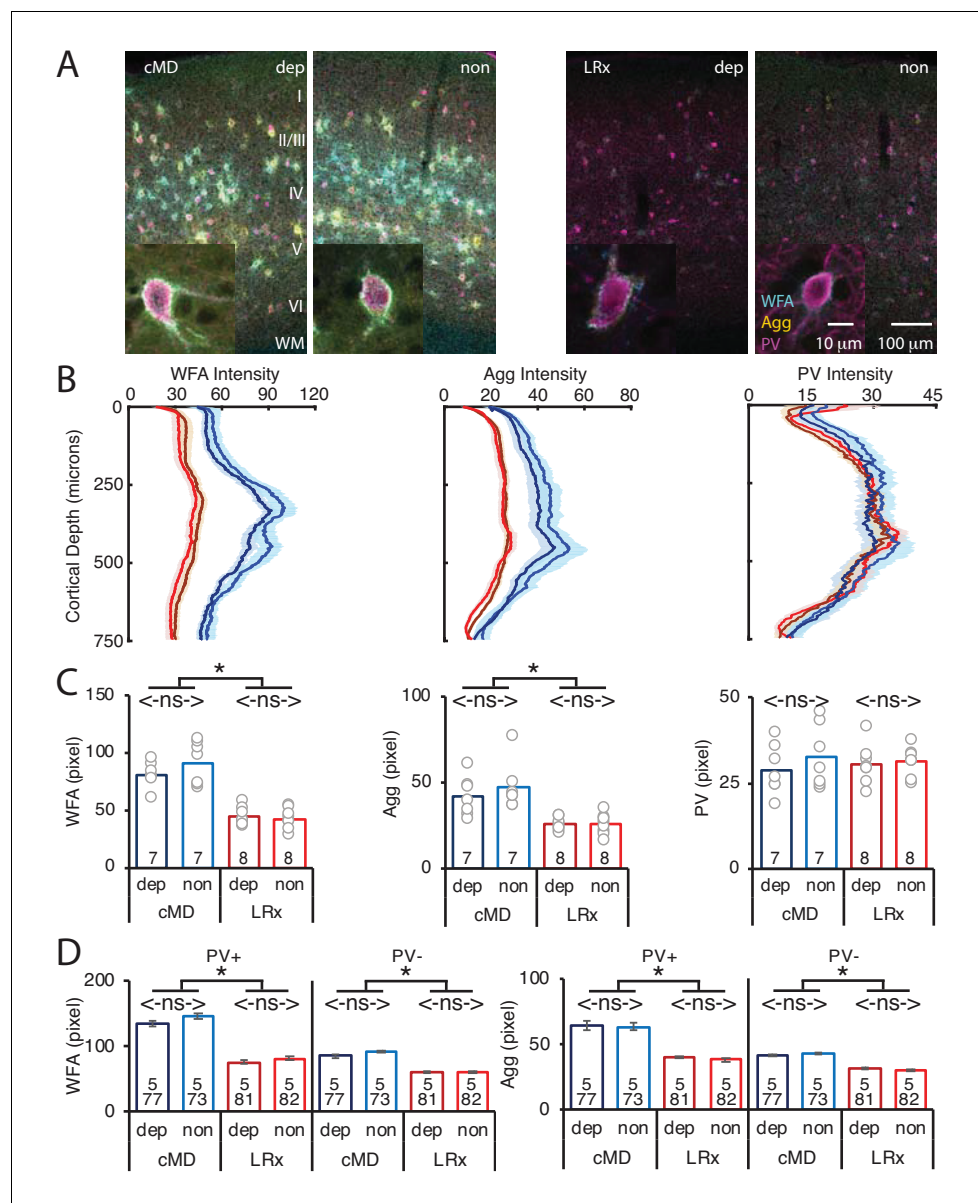 A
cMD dep
non
LRx dep
non
I
II/III
IV
V
VI
WM
WFA
Agg
PV
10 μm
100 μm
B
WFA Intensity
0 30 60 90 120
Agg Intensity
0 20 40 60 80
PV Intensity
0 15 30 45
Cortical Depth (microns)
0
250
500
750
C
*
<-ns-> <-ns->
WFA (pixel)
150
100
50
0
7 7 8 8
dep non dep non
cMD LRx
*
<-ns-> <-ns->
Agg (pixel)
100
50
0
7 7 8 8
dep non dep non
cMD LRx
<-ns-> <-ns->
PV (pixel)
50
25
0
7 7 8 8
dep non dep non
cMD LRx
D
PV+ PV-
* *
<-ns-> <-ns-> <-ns-> <-ns->
WFA (pixel)
200
100
0
5 5 5 5 5 5 5 5
77 73 81 82 77 73 81 82
dep non dep non dep non dep non
cMD LRx cMD LRx
PV+ PV-
* *
<-ns-> <-ns-> <-ns-> <-ns->
Agg (pixel)
100
50
0
5 5 5 5 5 5 5 5
77 73 81 82 77 73 81 82
dep non dep non dep non dep non
cMD LRx cMD LRx